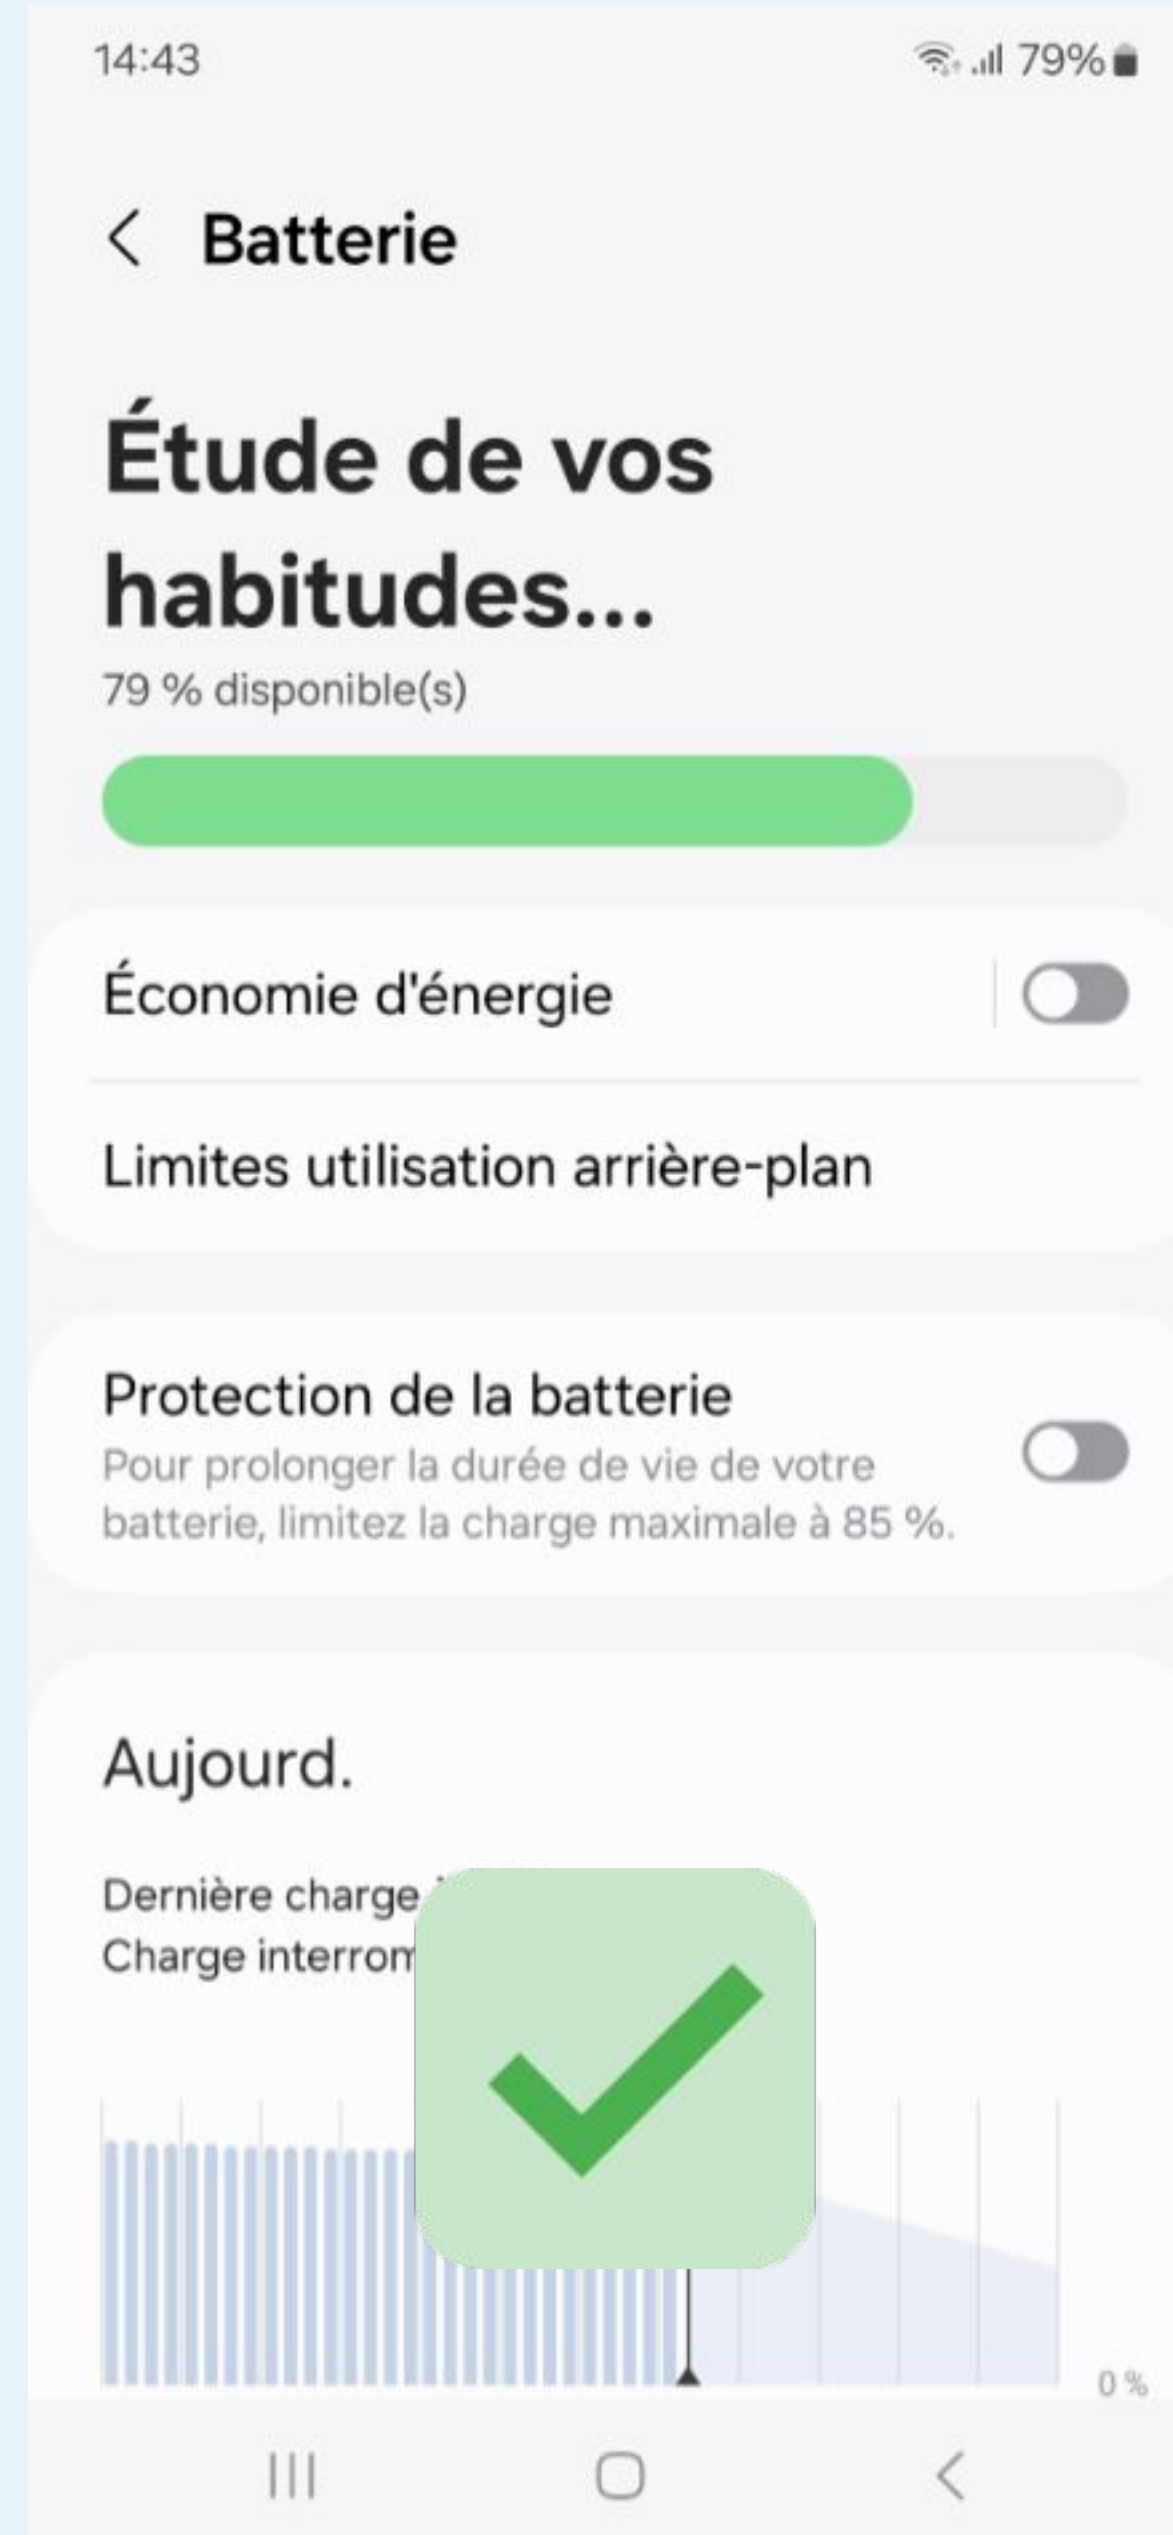 14:43
79%
Batterie
Étude de vos
habitudes...
79 % disponible(s)
Économie d'énergie
Limites utilisation arrière-plan
Protection de la batterie
Pour prolonger la durée de vie de votre
batterie, limitez la charge maximale à 85 %.
Aujourd.
Dernière charge
Charge
0 %